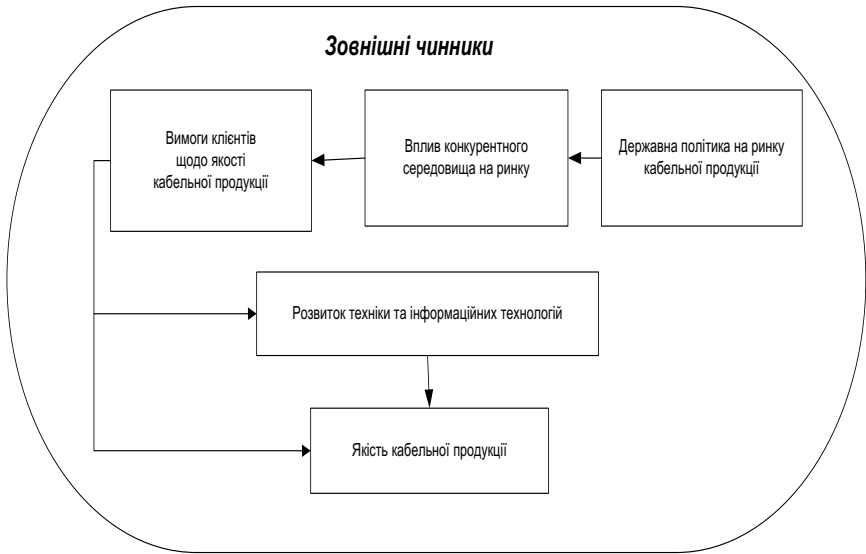 Зовнішні чинники
Вимоги клієнтів
щодо якості
кабельної продукції
Вплив конкурентного
середовища на ринку
Державна політика на ринку
кабельної продукції
Розвиток техніки та інформаційних технологій
Якість кабельної продукції